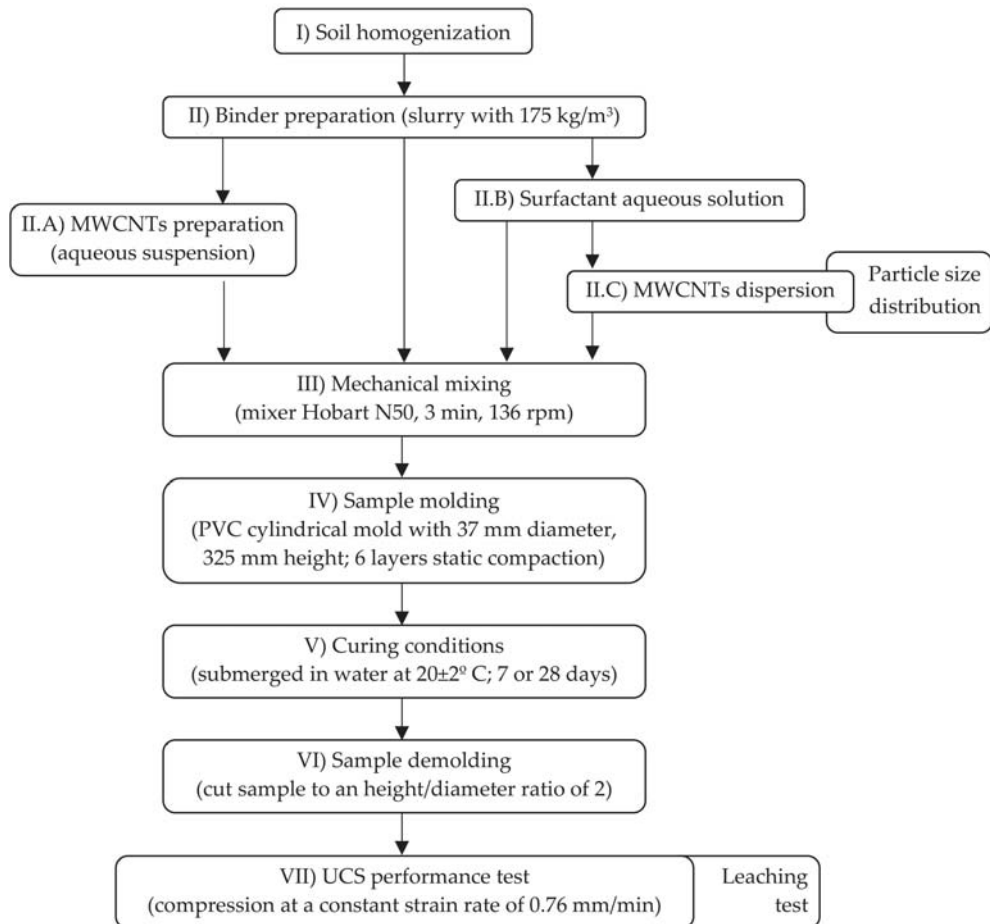 I) Soil homogenization
II) Binder preparation (slurry with 175 kg/m³)
II.B) Surfactant aqueous solution
II.A) MWCNTs preparation
(aqueous suspension)
II.C) MWCNTs dispersion
Particle size
distribution
III) Mechanical mixing
(mixer Hobart N50, 3 min, 136 rpm)
IV) Sample molding
(PVC cylindrical mold with 37 mm diameter,
325 mm height; 6 layers static compaction)
V) Curing conditions
(submerged in water at 20±2º C; 7 or 28 days)
VI) Sample demolding
(cut sample to an height/diameter ratio of 2)
VII) UCS performance test
(compression at a constant strain rate of 0.76 mm/min)
Leaching
test